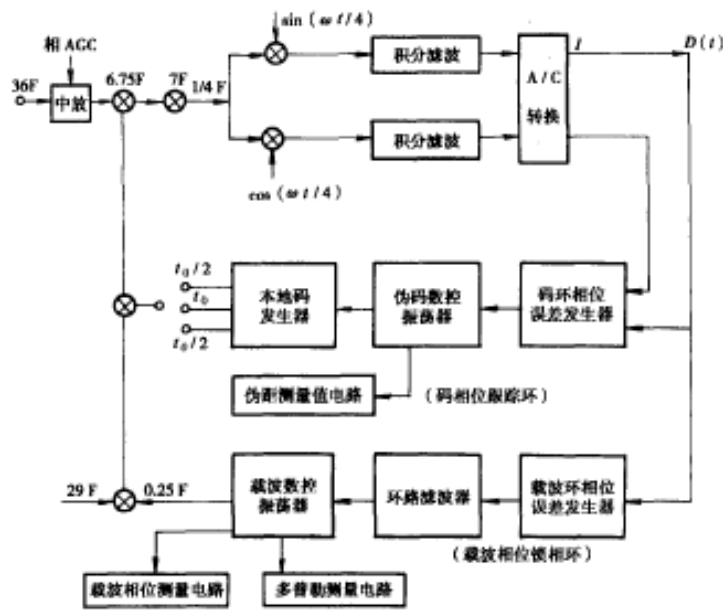 sin (ωt/4)
相 AGC
36F
中放
6.75F
7F
1/4 F
积分滤波
积分滤波
A / C
转换
I
D (t)
cos (ωt/4)
t₀/2
t₀
t₀/2
本地码
发生器
伪码数控
振荡器
码环相位
误差发生器
伪距测量值电路
(码相位跟踪环)
29 F
0.25 F
载波数控
振荡器
环路滤波器
载波环相位
误差发生器
(载波相位锁相环)
载波相位测量电路
多普勒测量电路